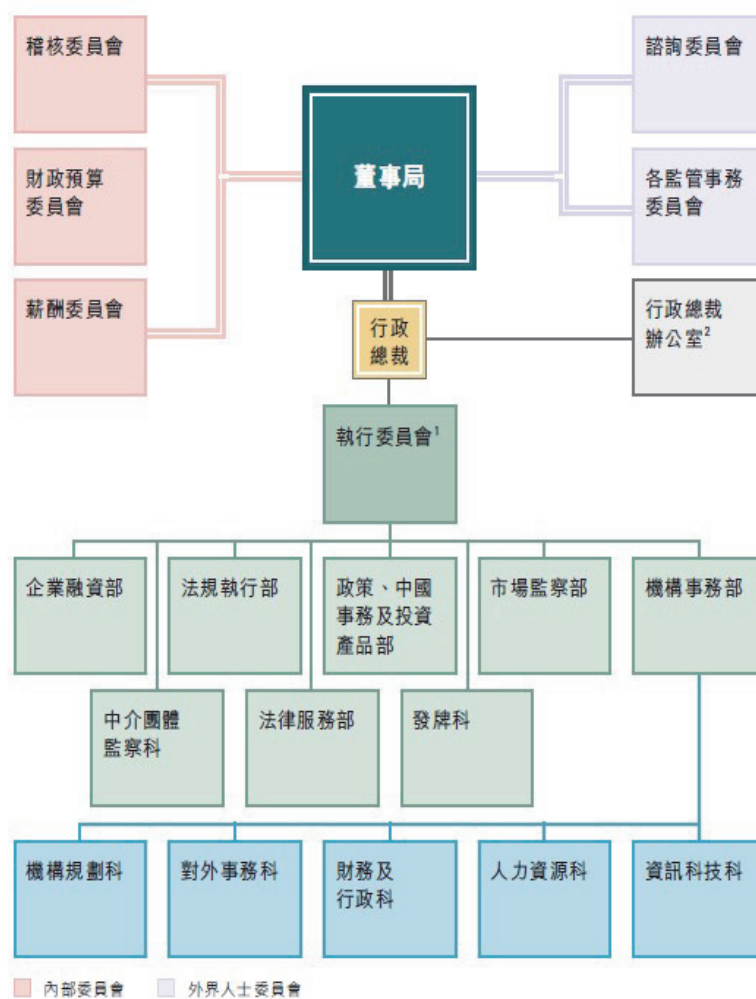 稽核委員會
諮詢委員會
董事局
財政預算
委員會
各監管事務
委員會
薪酬委員會
行政
總裁
行政總裁
辦公室²
執行委員會¹
企業融資部
法規執行部
政策、中國
事務及投資
產品部
市場監察部
機構事務部
中介團體
監察科
法律服務部
發牌科
機構規劃科
對外事務科
財務及
行政科
人力資源科
資訊科技科
內部委員會
外界人士委員會